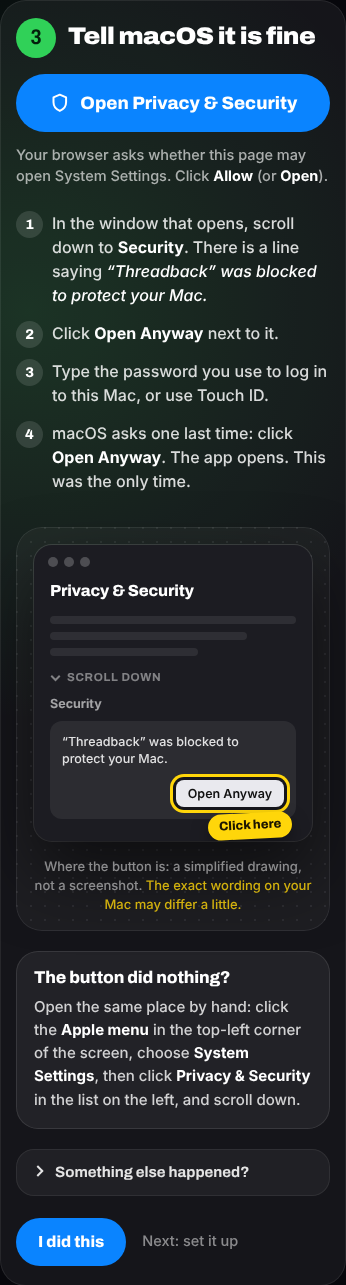 3 Tell macOS it is fine
Open Privacy & Security
Your browser asks whether this page may
open System Settings. Click Allow (or Open).
1 In the window that opens, scroll
down to Security. There is a line
saying “Threadback” was blocked
to protect your Mac.
2 Click Open Anyway next to it.
3 Type the password you use to log in
to this Mac, or use Touch ID.
4 macOS asks one last time: click
Open Anyway. The app opens. This
was the only time.
Privacy & Security
SCROLL DOWN
Security
“Threadback” was blocked to
protect your Mac.
Open Anyway
Click here
Where the button is: a simplified drawing,
not a screenshot. The exact wording on your
Mac may differ a little.
The button did nothing?
Open the same place by hand: click
the Apple menu in the top-left corner
of the screen, choose System
Settings, then click Privacy & Security
in the list on the left, and scroll down.
Something else happened?
I did this Next: set it up